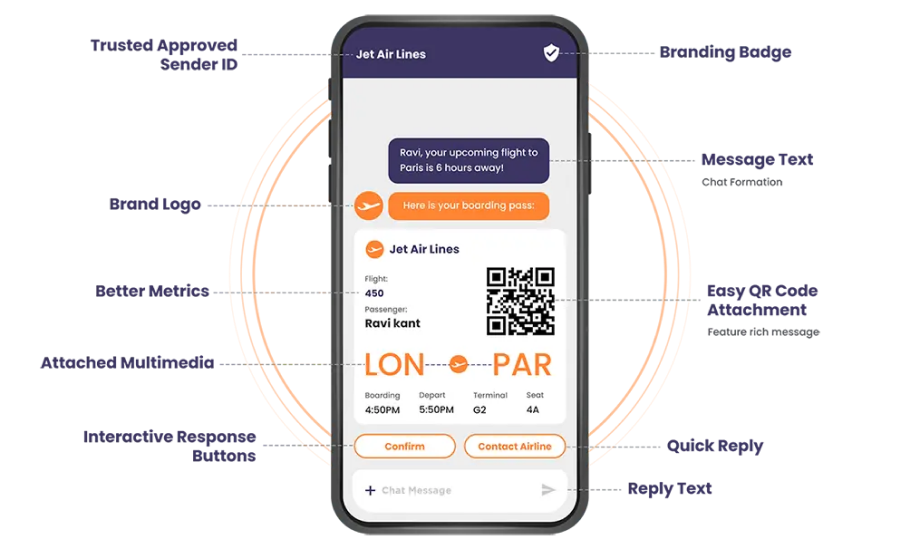 Trusted Approved
Sender ID
Jet Air Lines
Branding Badge
Ravi, your upcoming flight to
Paris is 6 hours away!
Message Text
Chat Formation
Brand Logo
Here is your boarding pass:
Jet Air Lines
Better Metrics
Flight:
450
Passenger:
Ravi kant
Easy QR Code
Attachment
Feature rich message
Attached Multimedia
LON PAR
Boarding Depart Terminal Seat
4:50PM 5:50PM G2 4A
Interactive Response
Buttons
Confirm
Contact Airline
Quick Reply
+ Chat Message
Reply Text